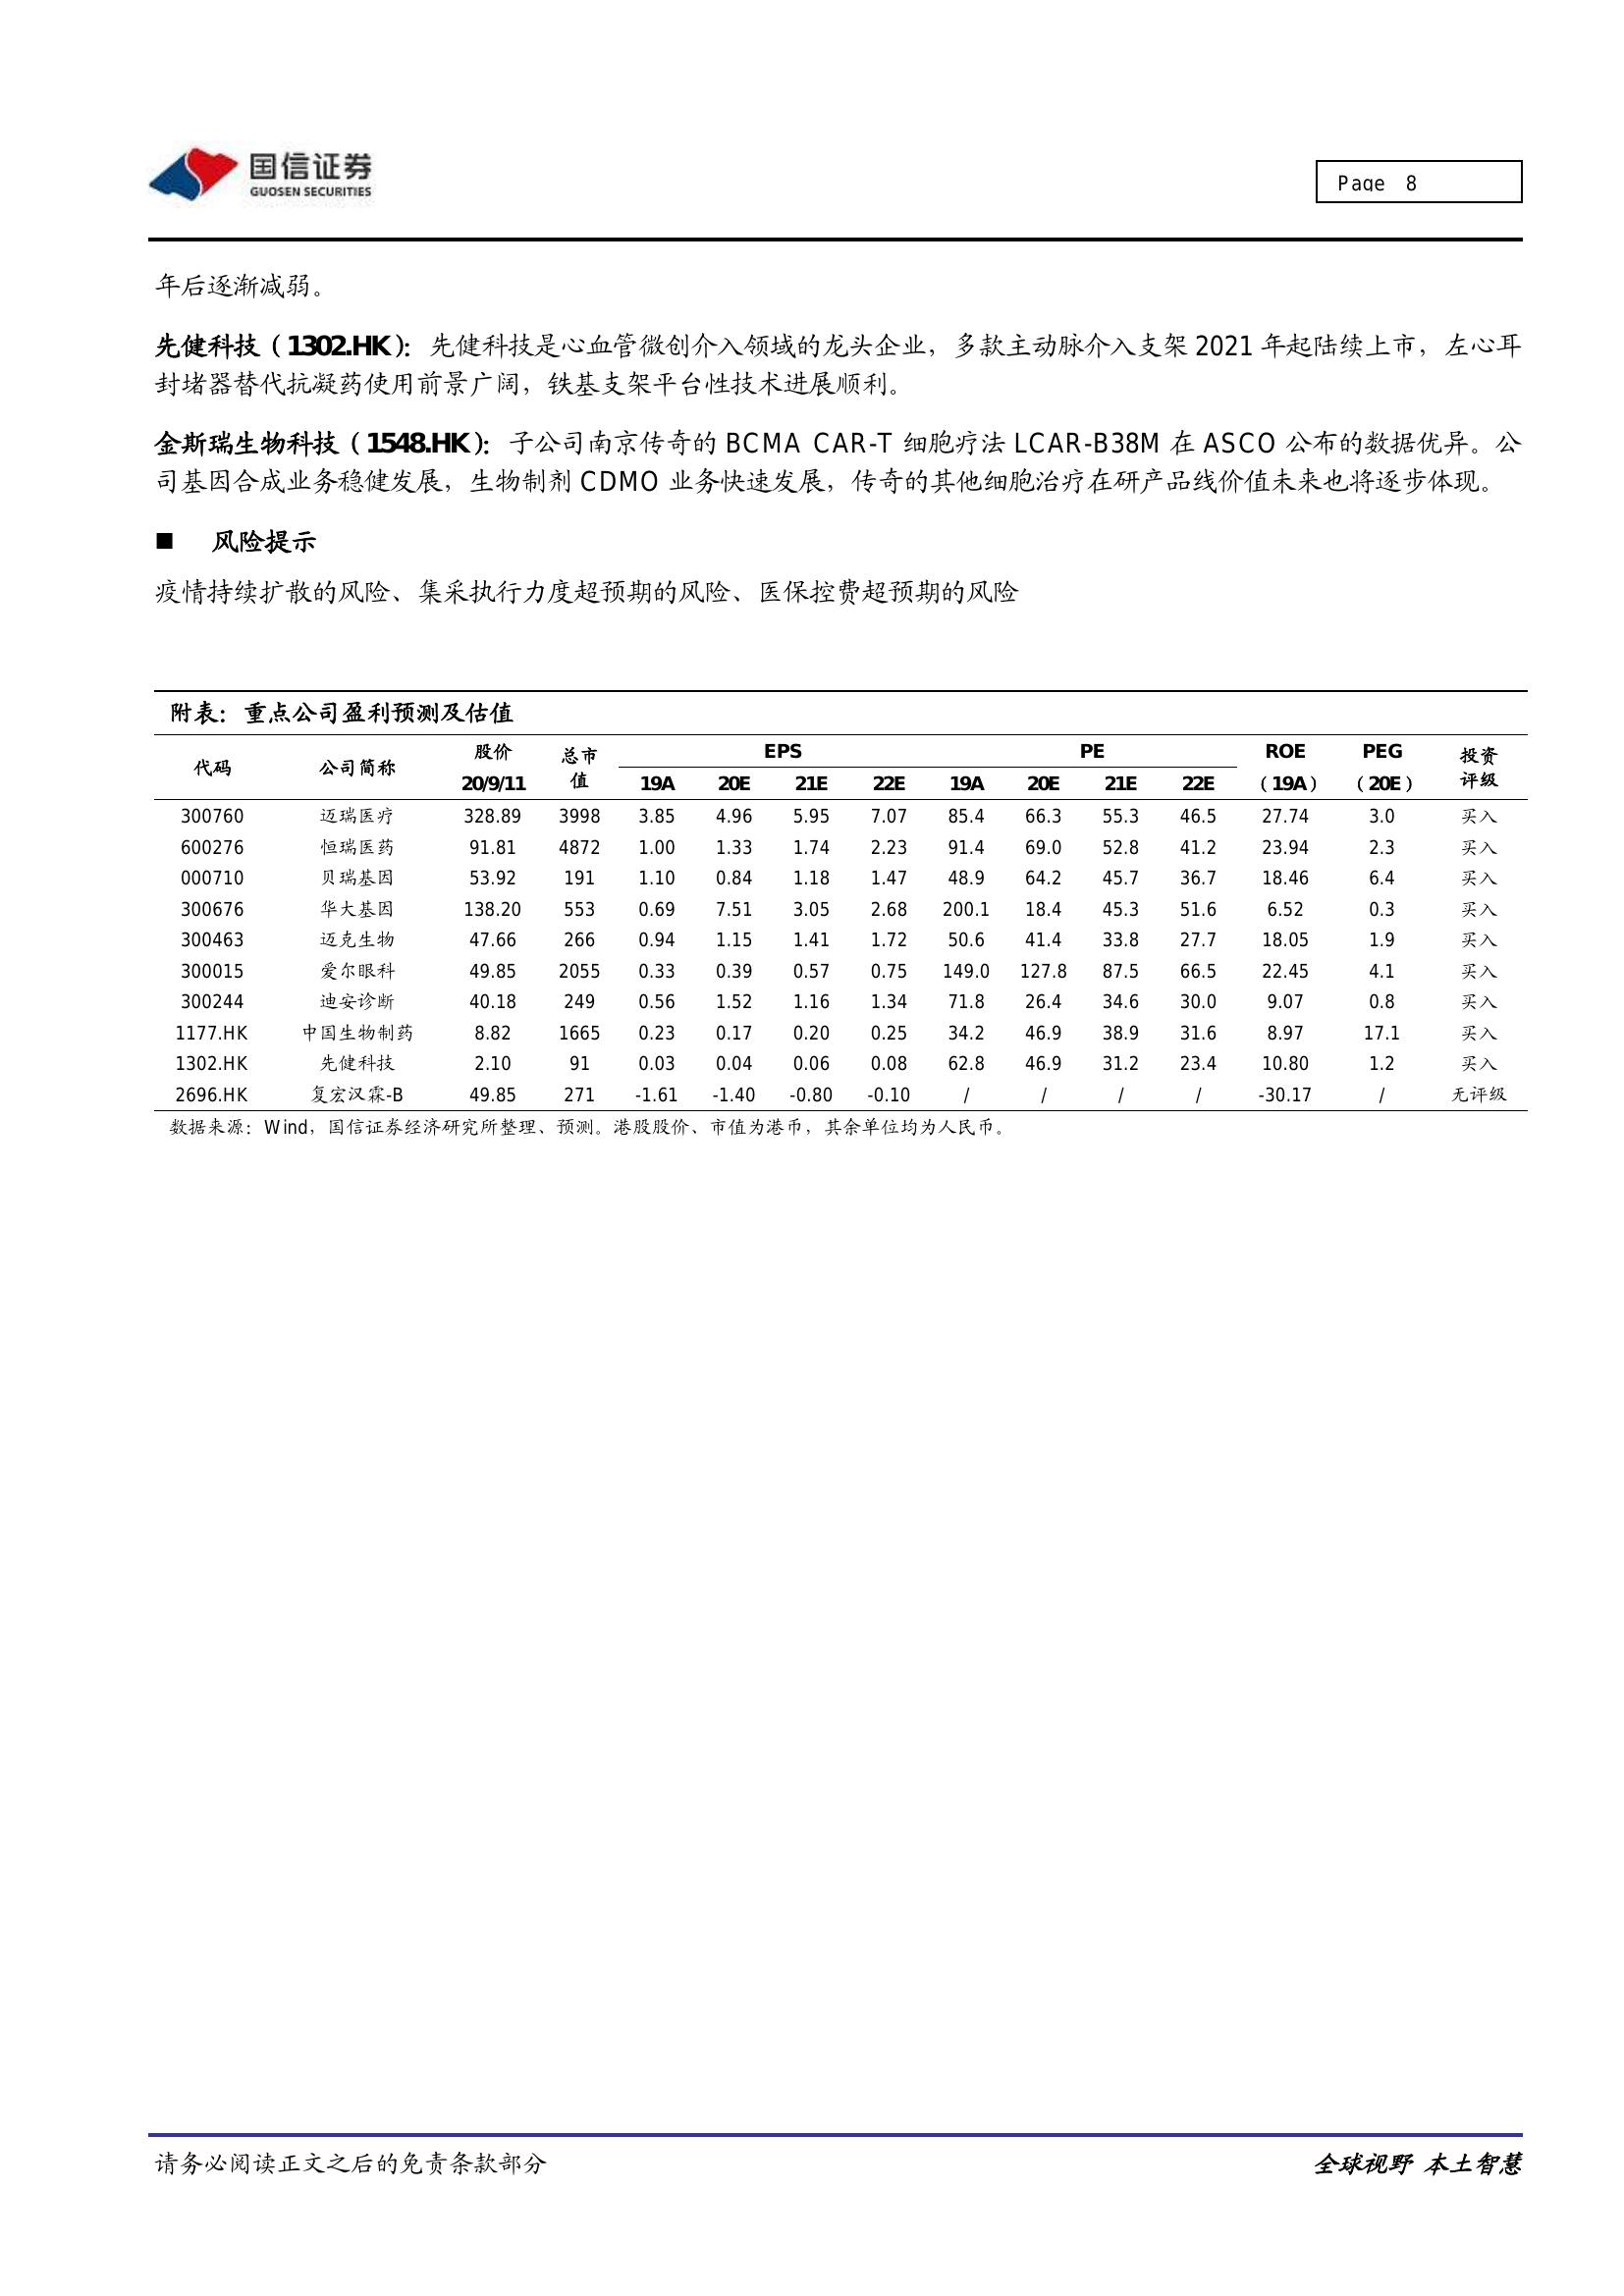 国信证券
GUOSEN SECURITIES
Page 8
年后逐渐减弱。
先健科技（1302.HK）：先健科技是心血管微创介入领域的龙头企业，多款主动脉介入支架 2021 年起陆续上市，左心耳
封堵器替代抗凝药使用前景广阔，铁基支架平台性技术进展顺利。
金斯瑞生物科技（1548.HK）：子公司南京传奇的 BCMA CAR-T 细胞疗法 LCAR-B38M 在 ASCO 公布的数据优异。公
司基因合成业务稳健发展，生物制剂 CDMO 业务快速发展，传奇的其他细胞治疗在研产品线价值未来也将逐步体现。
■ 风险提示
疫情持续扩散的风险、集采执行力度超预期的风险、医保控费超预期的风险
附表：重点公司盈利预测及估值
代码 公司简称 股价 总市值 EPS PE ROE PEG 投资评级
20/9/11 19A 20E 21E 22E 19A 20E 21E 22E （19A） （20E）
300760 迈瑞医疗 328.89 3998 3.85 4.96 5.95 7.07 85.4 66.3 55.3 46.5 27.74 3.0 买入
600276 恒瑞医药 91.81 4872 1.00 1.33 1.74 2.23 91.4 69.0 52.8 41.2 23.94 2.3 买入
000710 贝瑞基因 53.92 191 1.10 0.84 1.18 1.47 48.9 64.2 45.7 36.7 18.46 6.4 买入
300676 华大基因 138.20 553 0.69 7.51 3.05 2.68 200.1 18.4 45.3 51.6 6.52 0.3 买入
300463 迈克生物 47.66 266 0.94 1.15 1.41 1.72 50.6 41.4 33.8 27.7 18.05 1.9 买入
300015 爱尔眼科 49.85 2055 0.33 0.39 0.57 0.75 149.0 127.8 87.5 66.5 22.45 4.1 买入
300244 迪安诊断 40.18 249 0.56 1.52 1.16 1.34 71.8 26.4 34.6 30.0 9.07 0.8 买入
1177.HK 中国生物制药 8.82 1665 0.23 0.17 0.20 0.25 34.2 46.9 38.9 31.6 8.97 17.1 买入
1302.HK 先健科技 2.10 91 0.03 0.04 0.06 0.08 62.8 46.9 31.2 23.4 10.80 1.2 买入
2696.HK 复宏汉霖-B 49.85 271 -1.61 -1.40 -0.80 -0.10 / / / / -30.17 / 无评级
数据来源：Wind，国信证券经济研究所整理、预测。港股股价、市值为港币，其余单位均为人民币。
请务必阅读正文之后的免责条款部分
全球视野 本土智慧